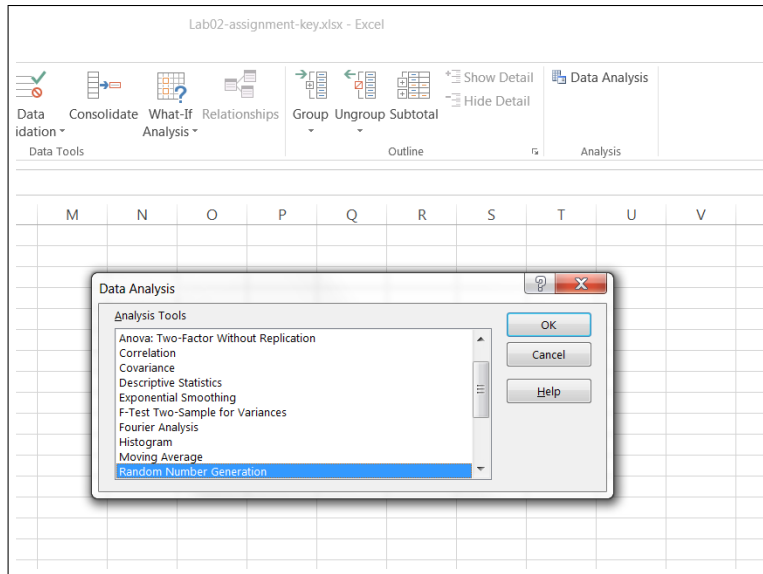 Lab02-assignment-key.xlsx - Excel
Show Detail
Data Analysis
Hide Detail
Data
idation
Consolidate
What-If
Analysis
Relationships
Group
Ungroup
Subtotal
Data Tools
Outline
Analysis
M N O P Q R S T U V
Data Analysis
Analysis Tools
Anova: Two-Factor Without Replication
Correlation
Covariance
Descriptive Statistics
Exponential Smoothing
F-Test Two-Sample for Variances
Fourier Analysis
Histogram
Moving Average
Random Number Generation
OK
Cancel
Help